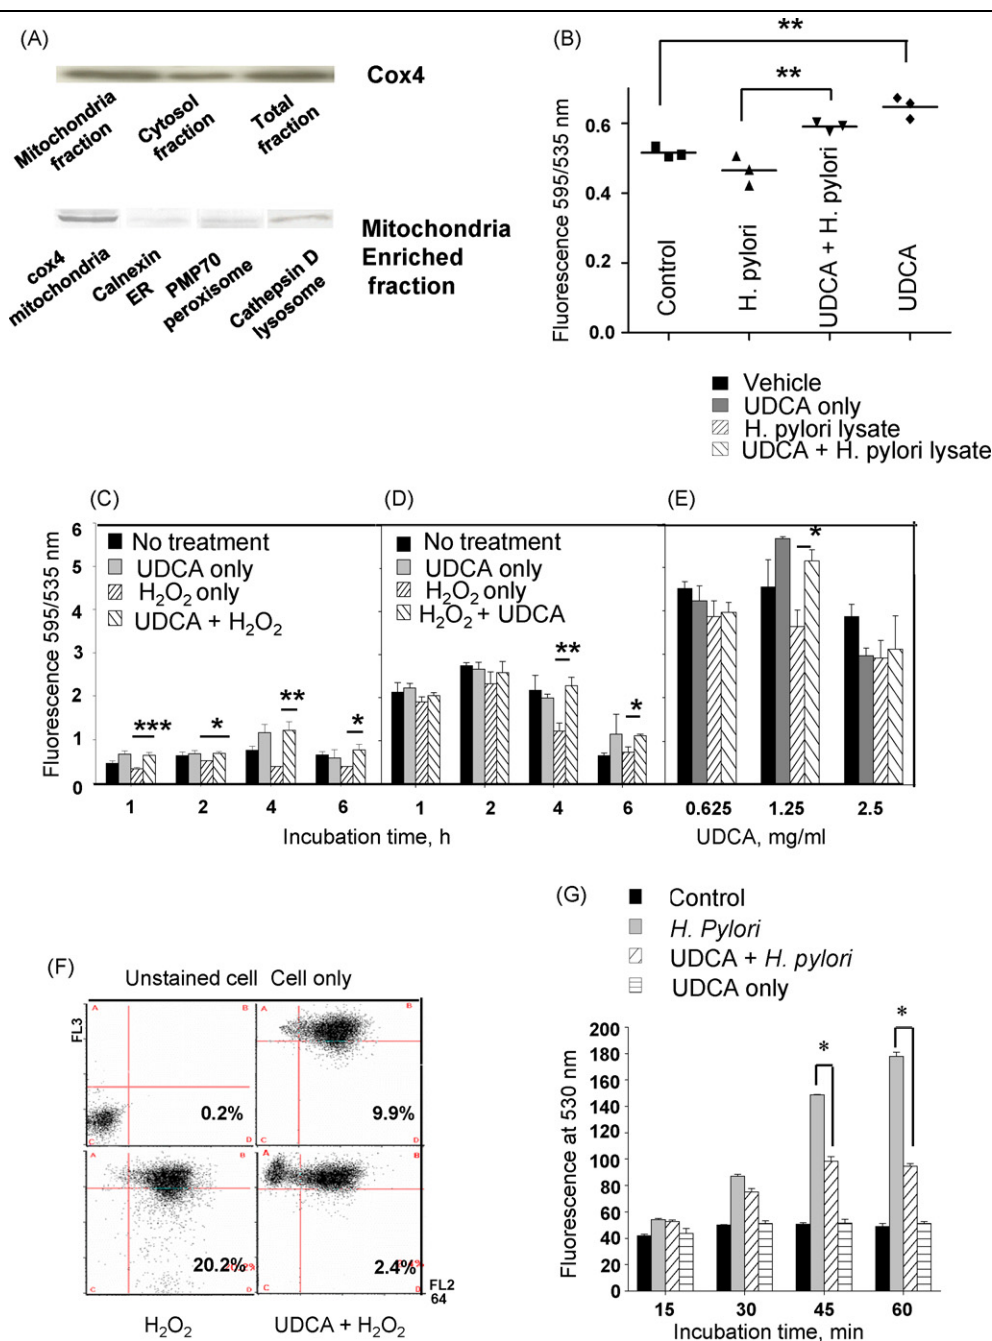 (A)
Cox4
Mitochondria fraction
Cytosol fraction
Total fraction
Mitochondria
Enriched
fraction
cox4 mitochondria
Calnexin ER
PMP70 peroxisome
Cathepsin D lysosome
(B)
**
**
Fluorescence 595/535 nm
0.6
0.4
0.2
0.0
Control
H. pylori
UDCA + H. pylori
UDCA
Vehicle
UDCA only
H. pylori lysate
UDCA + H. pylori lysate
(C)
Fluorescence 595/535 nm
6
5
4
3
2
1
0
No treatment
UDCA only
H₂O₂ only
UDCA + H₂O₂
***
*
**
*
1 2 4 6
(D)
No treatment
UDCA only
H₂O₂ only
H₂O₂ + UDCA
**
*
1 2 4 6
Incubation time, h
(E)
*
0.625 1.25 2.5
UDCA, mg/ml
(F)
Unstained cell Cell only
FL3
A B
C D
0.2%
A B
C D
9.9%
A B
C D
20.2%
A B
C D
2.4%
FL2
64
H₂O₂ UDCA + H₂O₂
(G)
Control
H. Pylori
UDCA + H. pylori
UDCA only
Fluorescence at 530 nm
200
180
160
140
120
100
80
60
40
20
0
*
*
15 30 45 60
Incubation time, min